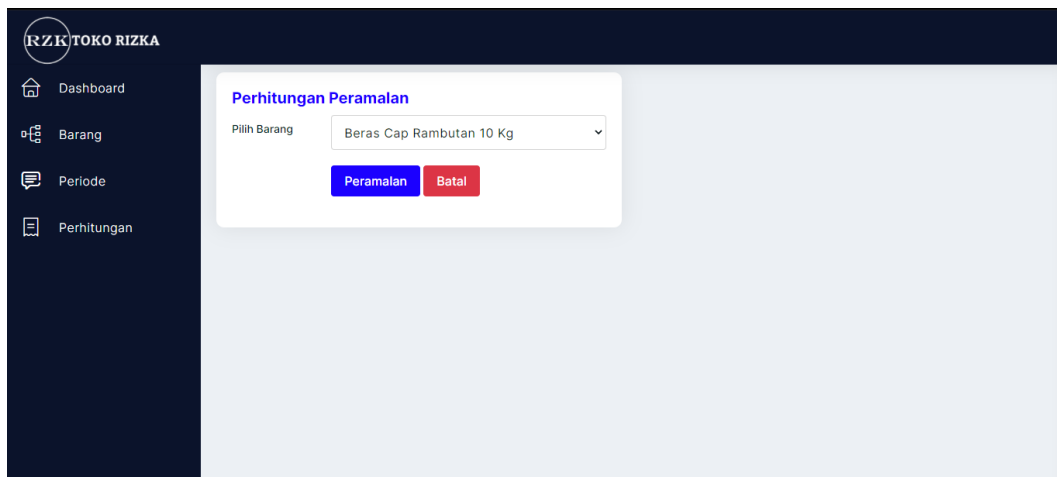 RZK TOKO RIZKA
Dashboard
Barang
Periode
Perhitungan
Perhitungan Peramalan
Pilih Barang
Beras Cap Rambutan 10 Kg
Peramalan
Batal